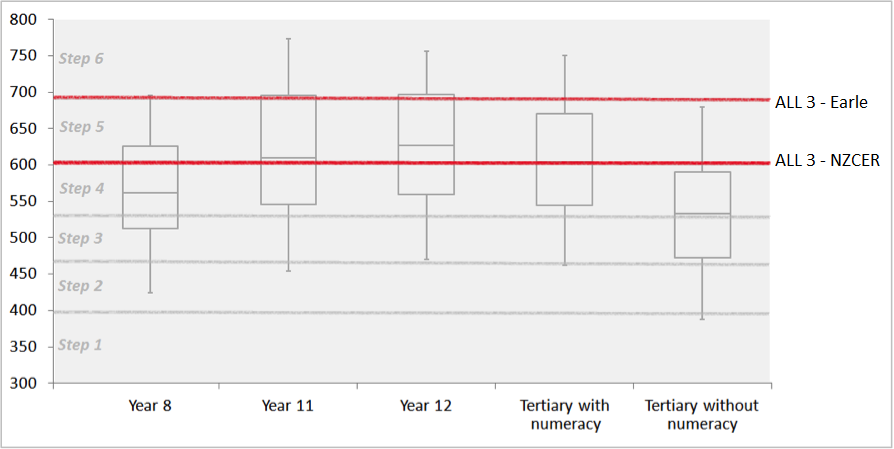 800
750
700
650
600
550
500
450
400
350
300
Step 6
Step 5
Step 4
Step 3
Step 2
Step 1
ALL 3 - Earle
ALL 3 - NZCER
Year 8
Year 11
Year 12
Tertiary with
numeracy
Tertiary without
numeracy